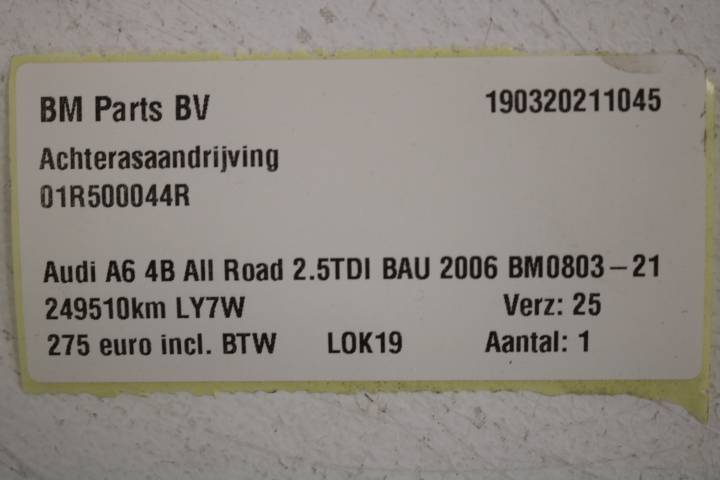 BM Parts BV 190320211045
Achterasaandrijving
01R500044R
Audi A6 4B All Road 2.5TDI BAU 2006 BM0803-21
249510km LY7W Verz: 25
275 euro incl. BTW LOK19 Aantal: 1